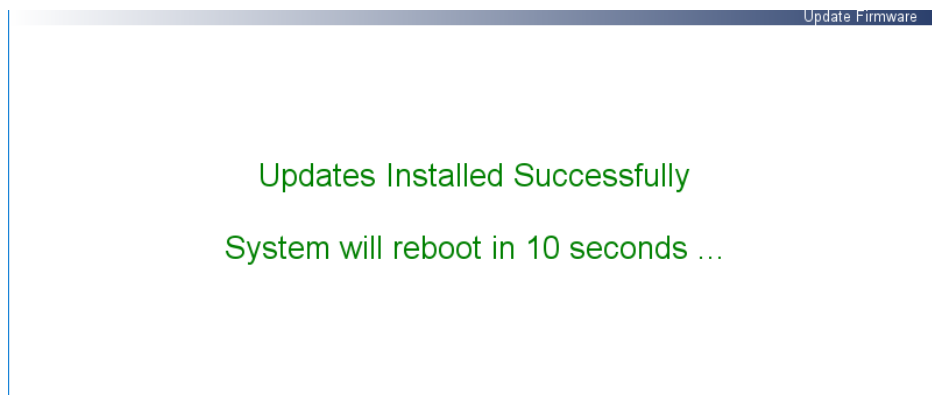 Update Firmware
Updates Installed Successfully
System will reboot in 10 seconds ...